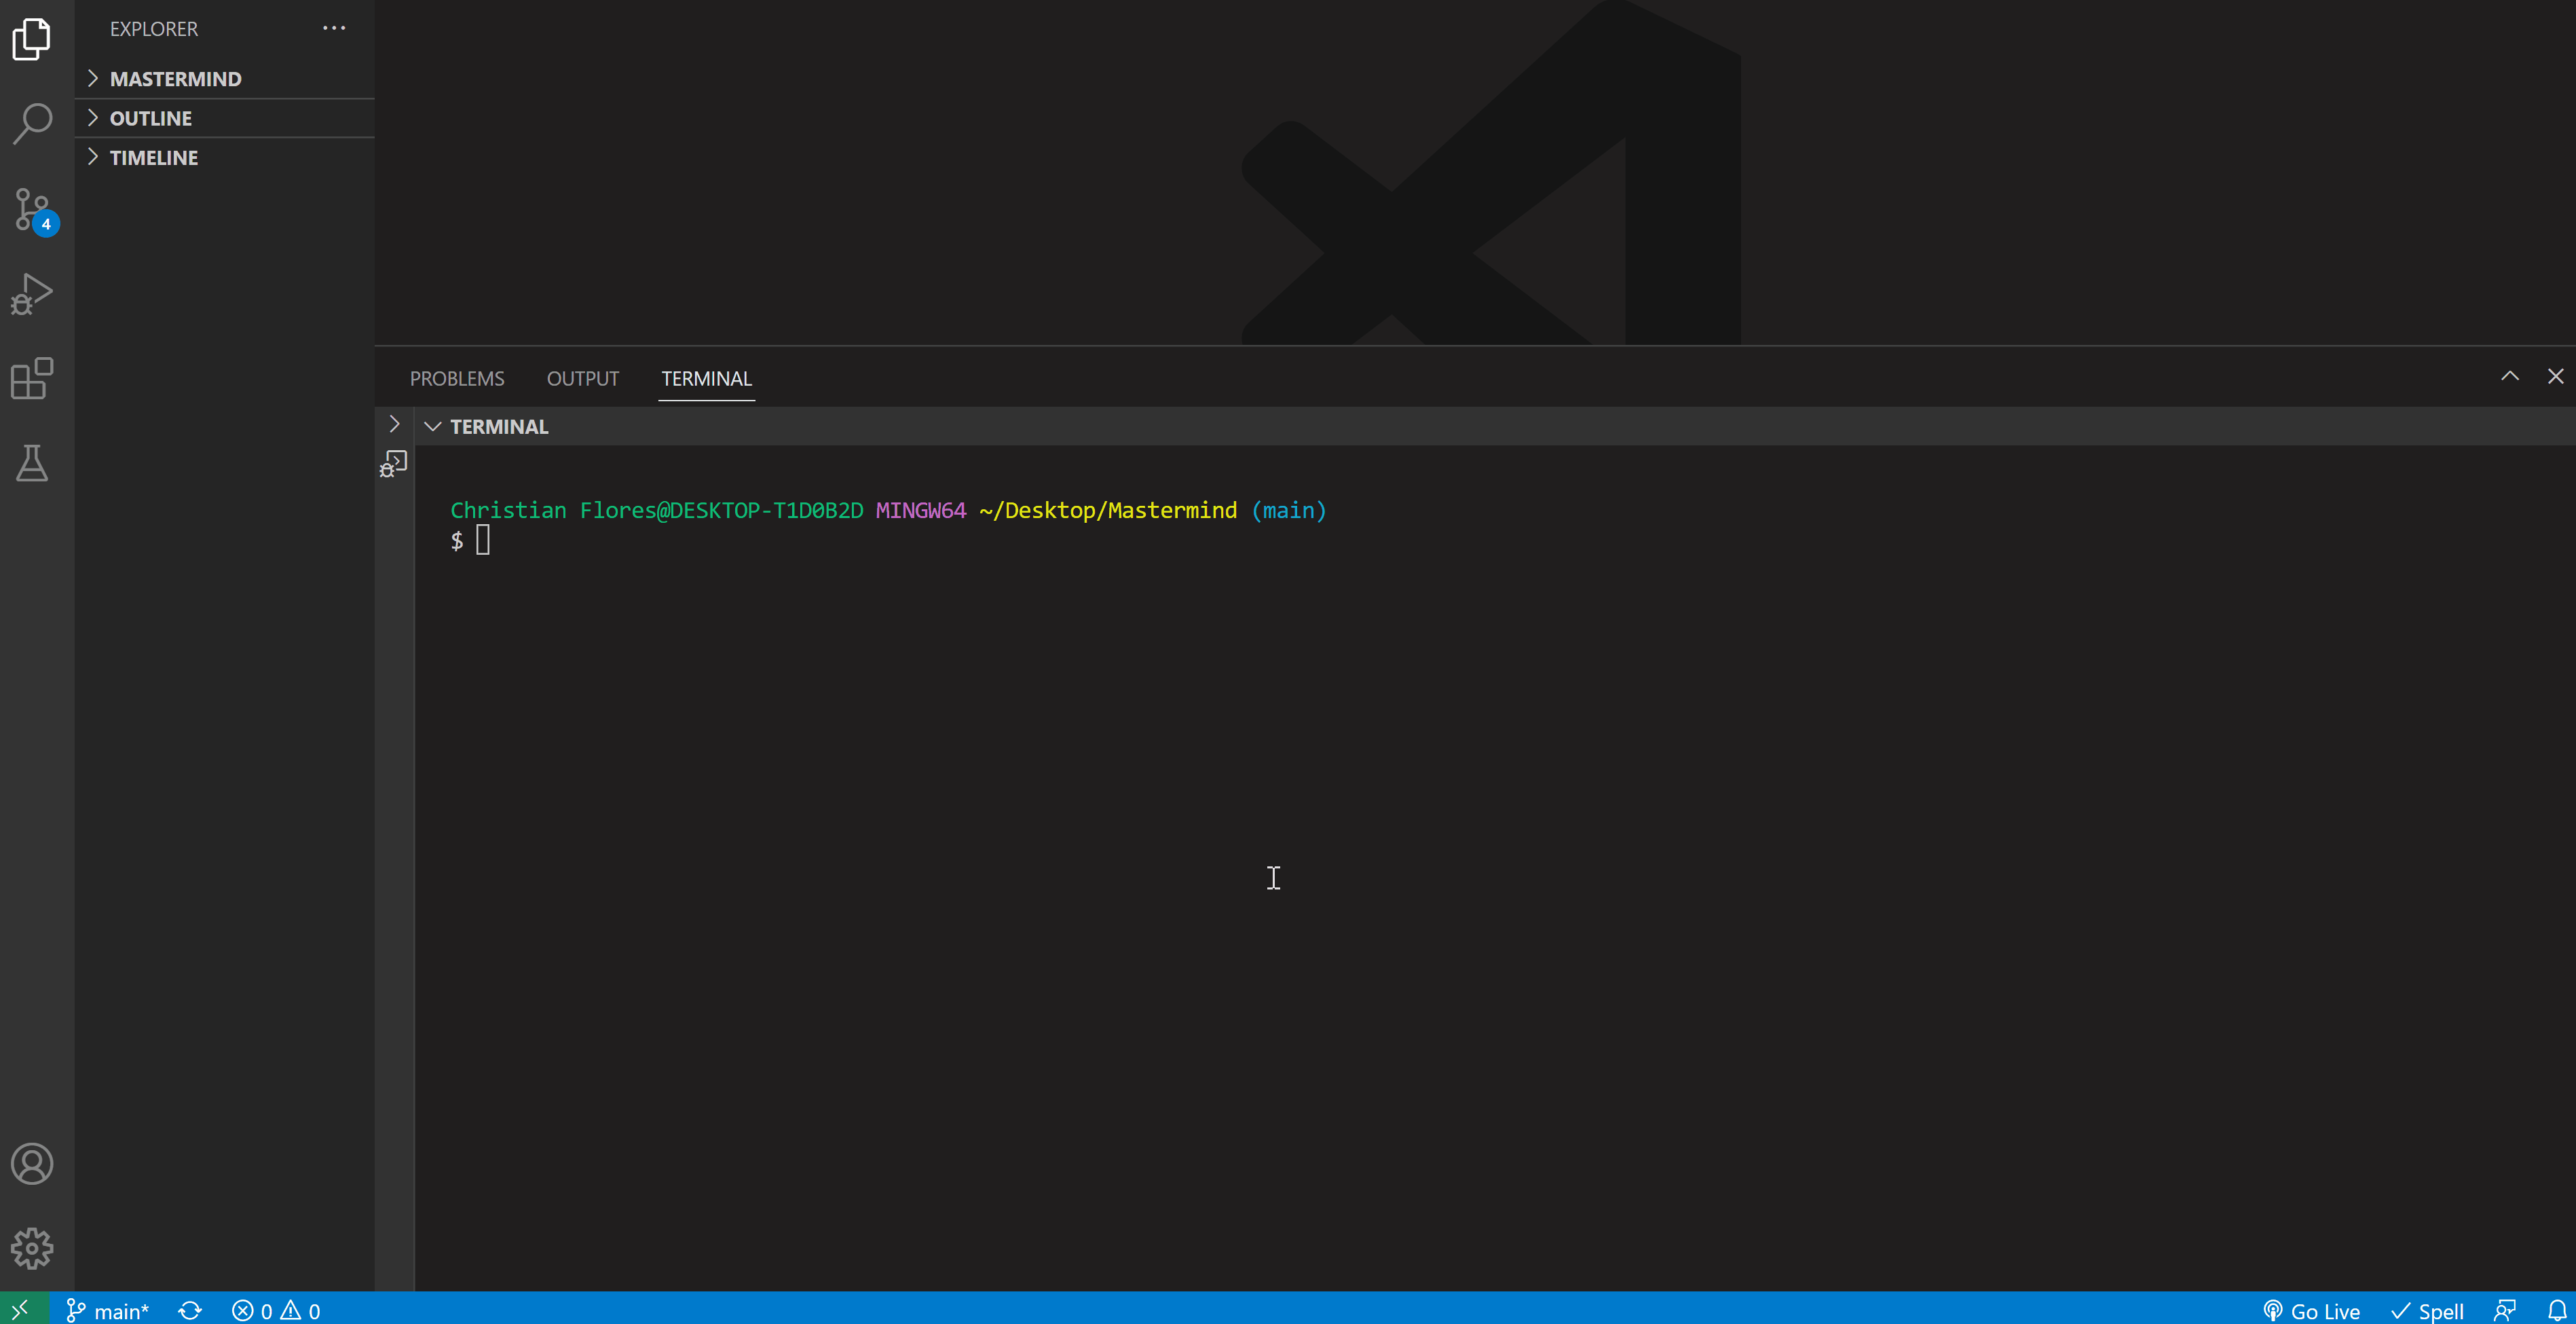 EXPLORER
MASTERMIND
OUTLINE
TIMELINE
4
PROBLEMS OUTPUT TERMINAL
TERMINAL
Christian Flores@DESKTOP-T1D0B2D MINGW64 ~/Desktop/Mastermind (main)
$
main* 0 0 Go Live Spell